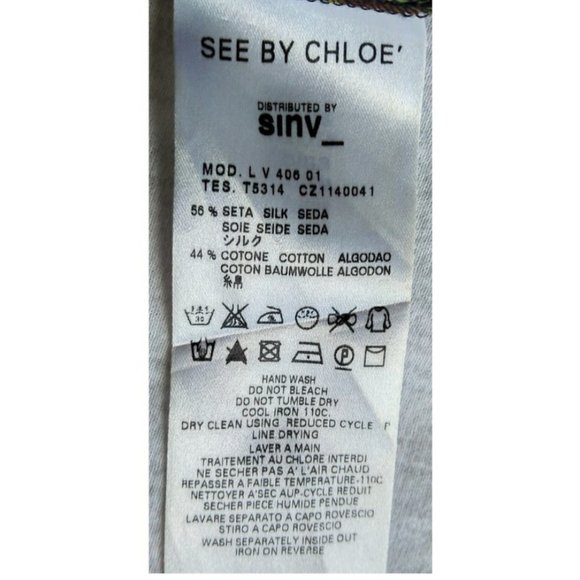 SEE BY CHLOE'
DISTRIBUTED BY
sinv_
MOD. L V 406 01
TES. T5314 CZ1140041
56 % SETA SILK SEDA
SOIE SEIDE SEDA
シルク
44 % COTONE COTTON ALGODAO
COTON BAUMWOLLE ALGODON
綿
30
P
HAND WASH
DO NOT BLEACH
DO NOT TUMBLE DRY
COOL IRON 110C.
DRY CLEAN USING REDUCED CYCLE
LINE DRYING
LAVER A MAIN
TRAITEMENT AU CHLORE INTERDI
NE SECHER PAS A' L'AIR CHAUD
REPASSER A FAIBLE TEMPERATURE-110C
NETTOYER A'SEC AUP-CYCLE REDUIT
SECHER PIECE HUMIDE PENDUE
LAVARE SEPARATO A CAPO ROVESCIO
STIRO A CAPO ROVESCIO
WASH SEPARATELY INSIDE OUT
IRON ON REVERSE